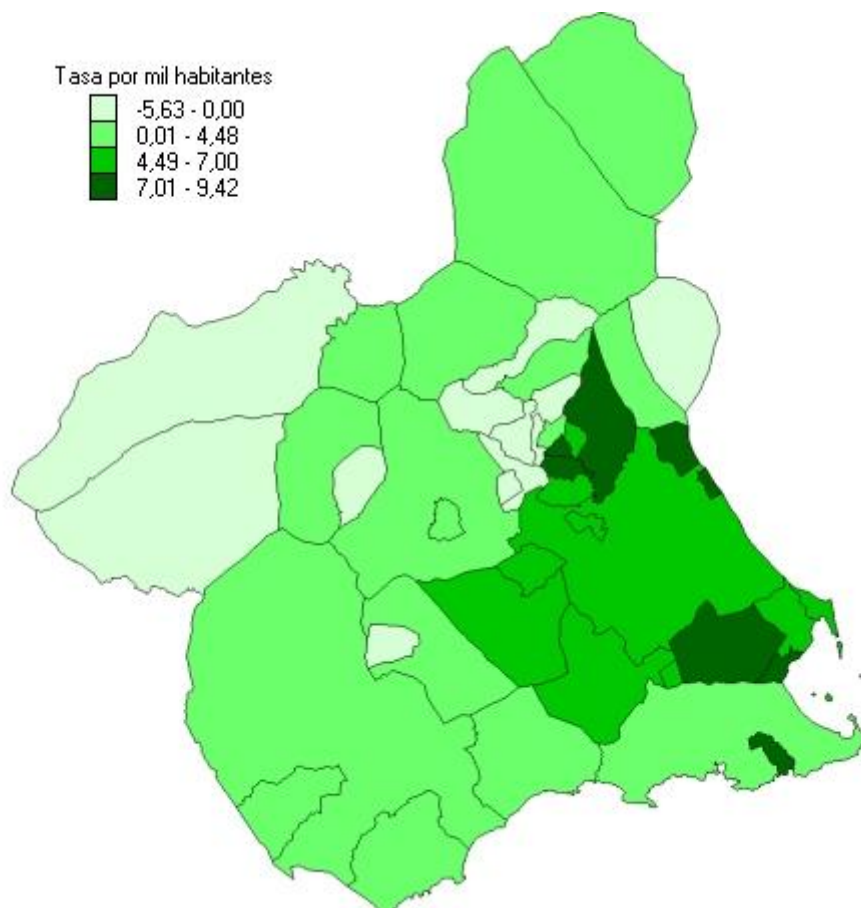 Tasa por mil habitantes
-5,63 - 0,00
0,01 - 4,48
4,49 - 7,00
7,01 - 9,42